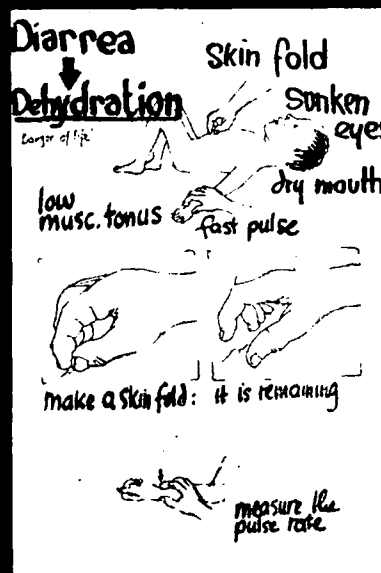 Diarrea
Dehydration
Danger of life
Skin fold
Sunken
eyes
dry mouth
low
musc. tonus
fast pulse
make a skin fold: it is remaining
measure the
pulse rate